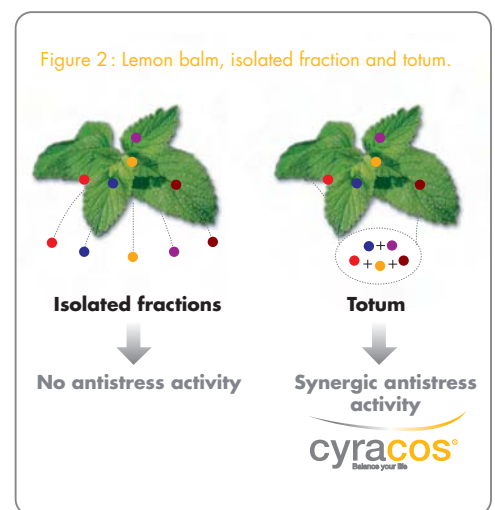 Figure 2 : Lemon balm, isolated fraction and totum.
+
+ +
Isolated fractions
Totum
No antistress activity
Synergic antistress
activity
cyracos®
Balance your life